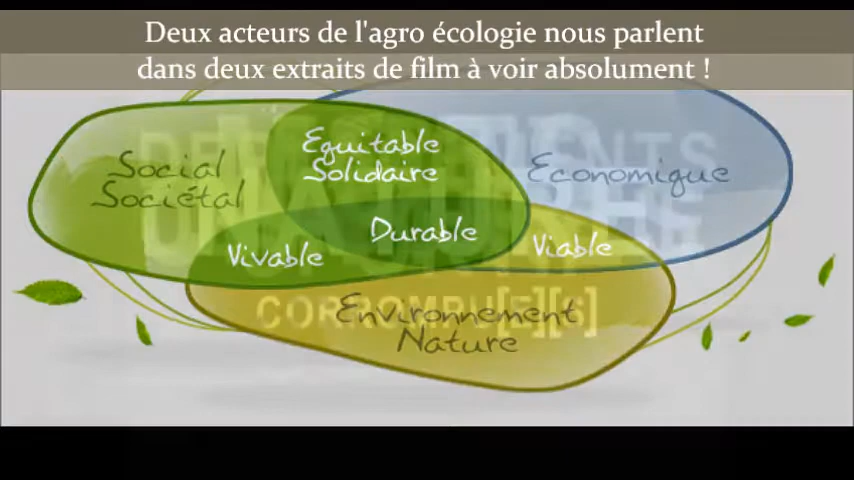 Deux acteurs de l'agro écologie nous parlent
dans deux extraits de film à voir absolument !
Equitable
Solidaire
Social
Sociétal
Economique
Durable
Vivable
Viable
CORROMPU[E][S]
Environnement
Nature